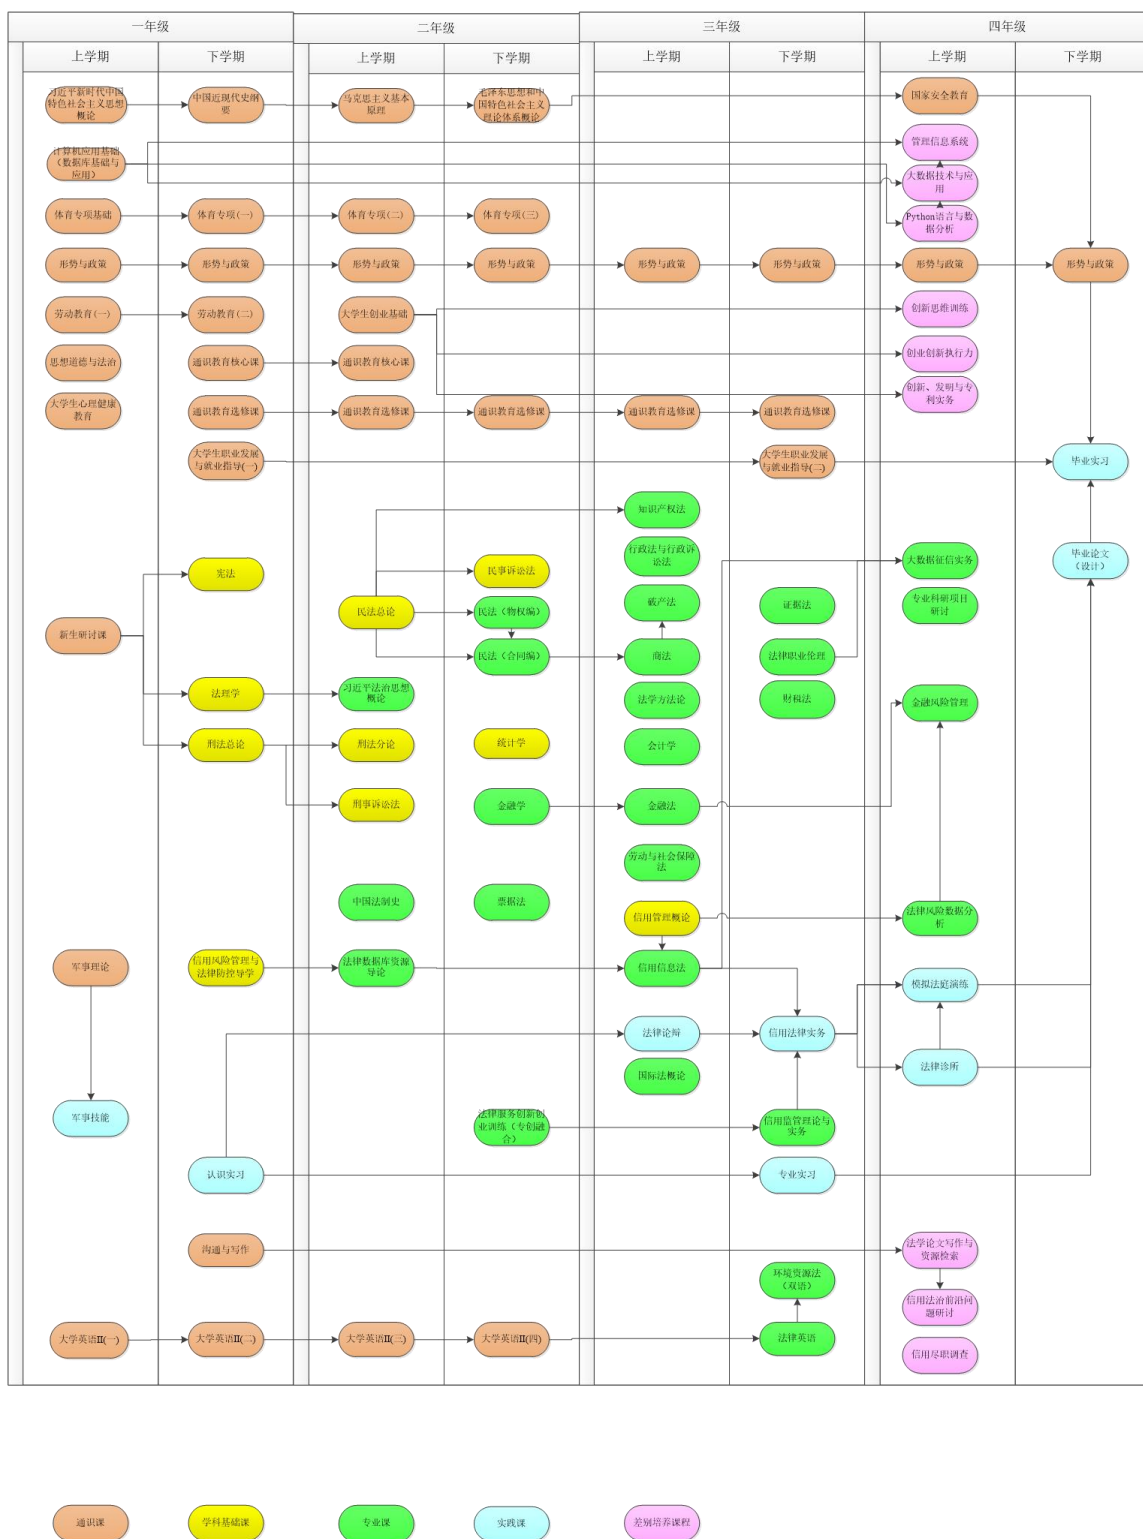 一年级
二年级
三年级
四年级
上学期
下学期
上学期
下学期
上学期
下学期
上学期
下学期
习近平新时代中国
特色社会主义思想
概论
中国近现代史纲
要
马克思主义基本
原理
毛泽东思想和中
国特色社会主义
理论体系概论
国家安全教育
计算机应用基础
（数据库基础与
应用）
管理信息系统
大数据技术与应
用
Python语言与数
据分析
体育专项基础
体育专项(一)
体育专项(二)
体育专项(三)
形势与政策
形势与政策
形势与政策
形势与政策
形势与政策
形势与政策
形势与政策
形势与政策
劳动教育(一)
劳动教育(二)
大学生创业基础
创新思维训练
思想道德与法治
通识教育核心课
通识教育核心课
创业创新执行力
大学生心理健康
教育
通识教育选修课
通识教育选修课
通识教育选修课
通识教育选修课
通识教育选修课
创新、发明与专
利实务
大学生职业发展
与就业指导(一)
大学生职业发展
与就业指导(二)
毕业实习
知识产权法
宪法
民事诉讼法
行政法与行政诉
讼法
大数据征信实务
毕业论文
（设计）
新生研讨课
民法总论
民法（物权编）
破产法
证据法
专业科研项目
研讨
民法（合同编）
商法
法律职业伦理
法理学
习近平法治思想
概论
法学方法论
财税法
金融风险管理
刑法总论
刑法分论
统计学
会计学
刑事诉讼法
金融学
金融法
劳动与社会保障
法
中国法制史
票据法
信用管理概论
法律风险数据分
析
军事理论
信用风险管理与
法律防控导学
法律数据库资源
导论
信用信息法
模拟法庭演练
法律论辩
信用法律实务
法律诊所
国际法概论
军事技能
法律服务创新创
业训练（专创融
合）
信用监管理论与
实务
认识实习
专业实习
沟通与写作
法学论文写作与
资源检索
环境资源法
（双语）
信用法治前沿问
题研讨
大学英语II(一)
大学英语II(二)
大学英语II(三)
大学英语II(四)
法律英语
信用尽职调查
通识课
学科基础课
专业课
实践课
差别培养课程